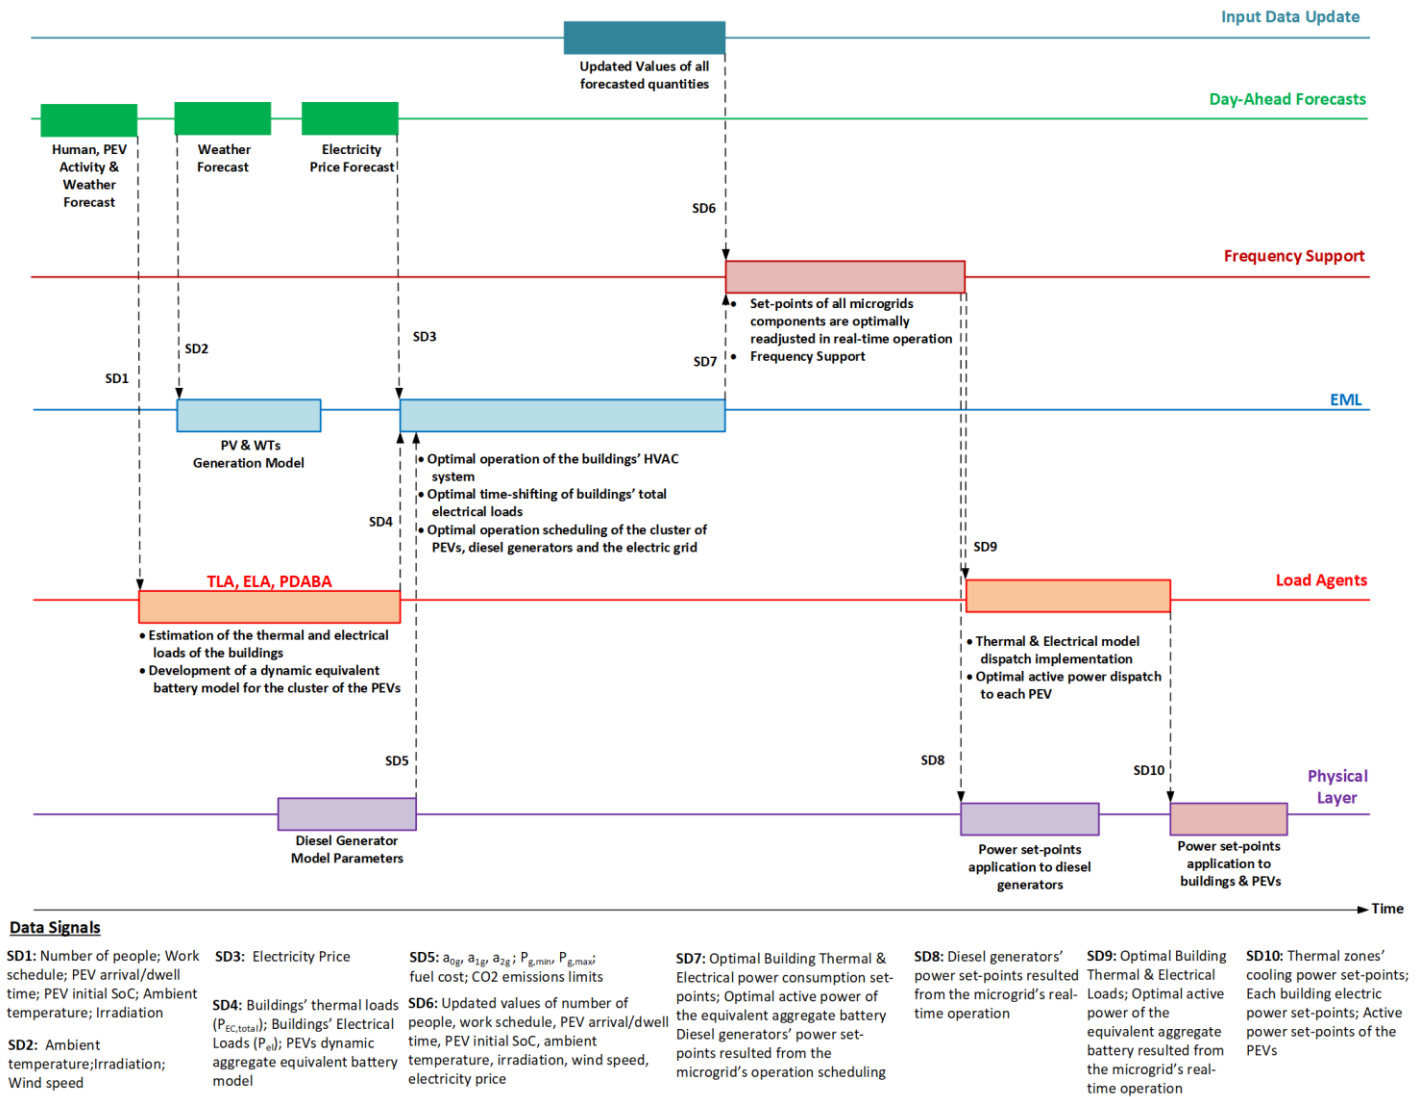 Input Data Update
Updated Values of all
forecasted quantities
Day-Ahead Forecasts
Human, PEV
Activity &
Weather
Forecast
Weather
Forecast
Electricity
Price Forecast
SD6
Frequency Support
• Set-points of all microgrids
components are optimally
readjusted in real-time operation
• Frequency Support
SD1
SD2
SD3
SD7
EML
PV & WTs
Generation Model
• Optimal operation of the buildings' HVAC
system
• Optimal time-shifting of buildings' total
electrical loads
• Optimal operation scheduling of the cluster of
PEVs, diesel generators and the electric grid
SD4
SD9
TLA, ELA, PDABA
Load Agents
• Estimation of the thermal and electrical
loads of the buildings
• Development of a dynamic equivalent
battery model for the cluster of the PEVs
• Thermal & Electrical model
dispatch implementation
• Optimal active power dispatch
to each PEV
SD5
SD8
SD10
Physical
Layer
Diesel Generator
Model Parameters
Power set-points
application to diesel
generators
Power set-points
application to
buildings & PEVs
Time
Data Signals
SD1: Number of people; Work
schedule; PEV arrival/dwell
time; PEV initial SoC; Ambient
temperature; Irradiation
SD2: Ambient
temperature;Irradiation;
Wind speed
SD3: Electricity Price
SD4: Buildings' thermal loads
(P_EC,total); Buildings' Electrical
Loads (P_el); PEVs dynamic
aggregate equivalent battery
model
SD5: a_0g, a_1g, a_2g ; P_g,min, P_g,max;
fuel cost; CO2 emissions limits
SD6: Updated values of number of
people, work schedule, PEV arrival/dwell
time, PEV initial SoC, ambient
temperature, irradiation, wind speed,
electricity price
SD7: Optimal Building Thermal &
Electrical power consumption set-
points; Optimal active power of
the equivalent aggregate battery
Diesel generators' power set-
points resulted from the
microgrid's operation scheduling
SD8: Diesel generators'
power set-points resulted
from the microgrid's real-
time operation
SD9: Optimal Building
Thermal & Electrical
Loads; Optimal active
power of the
equivalent aggregate
battery resulted from
the microgrid's real-
time operation
SD10: Thermal zones'
cooling power set-points;
Each building electric
power set-points; Active
power set-points of the
PEVs